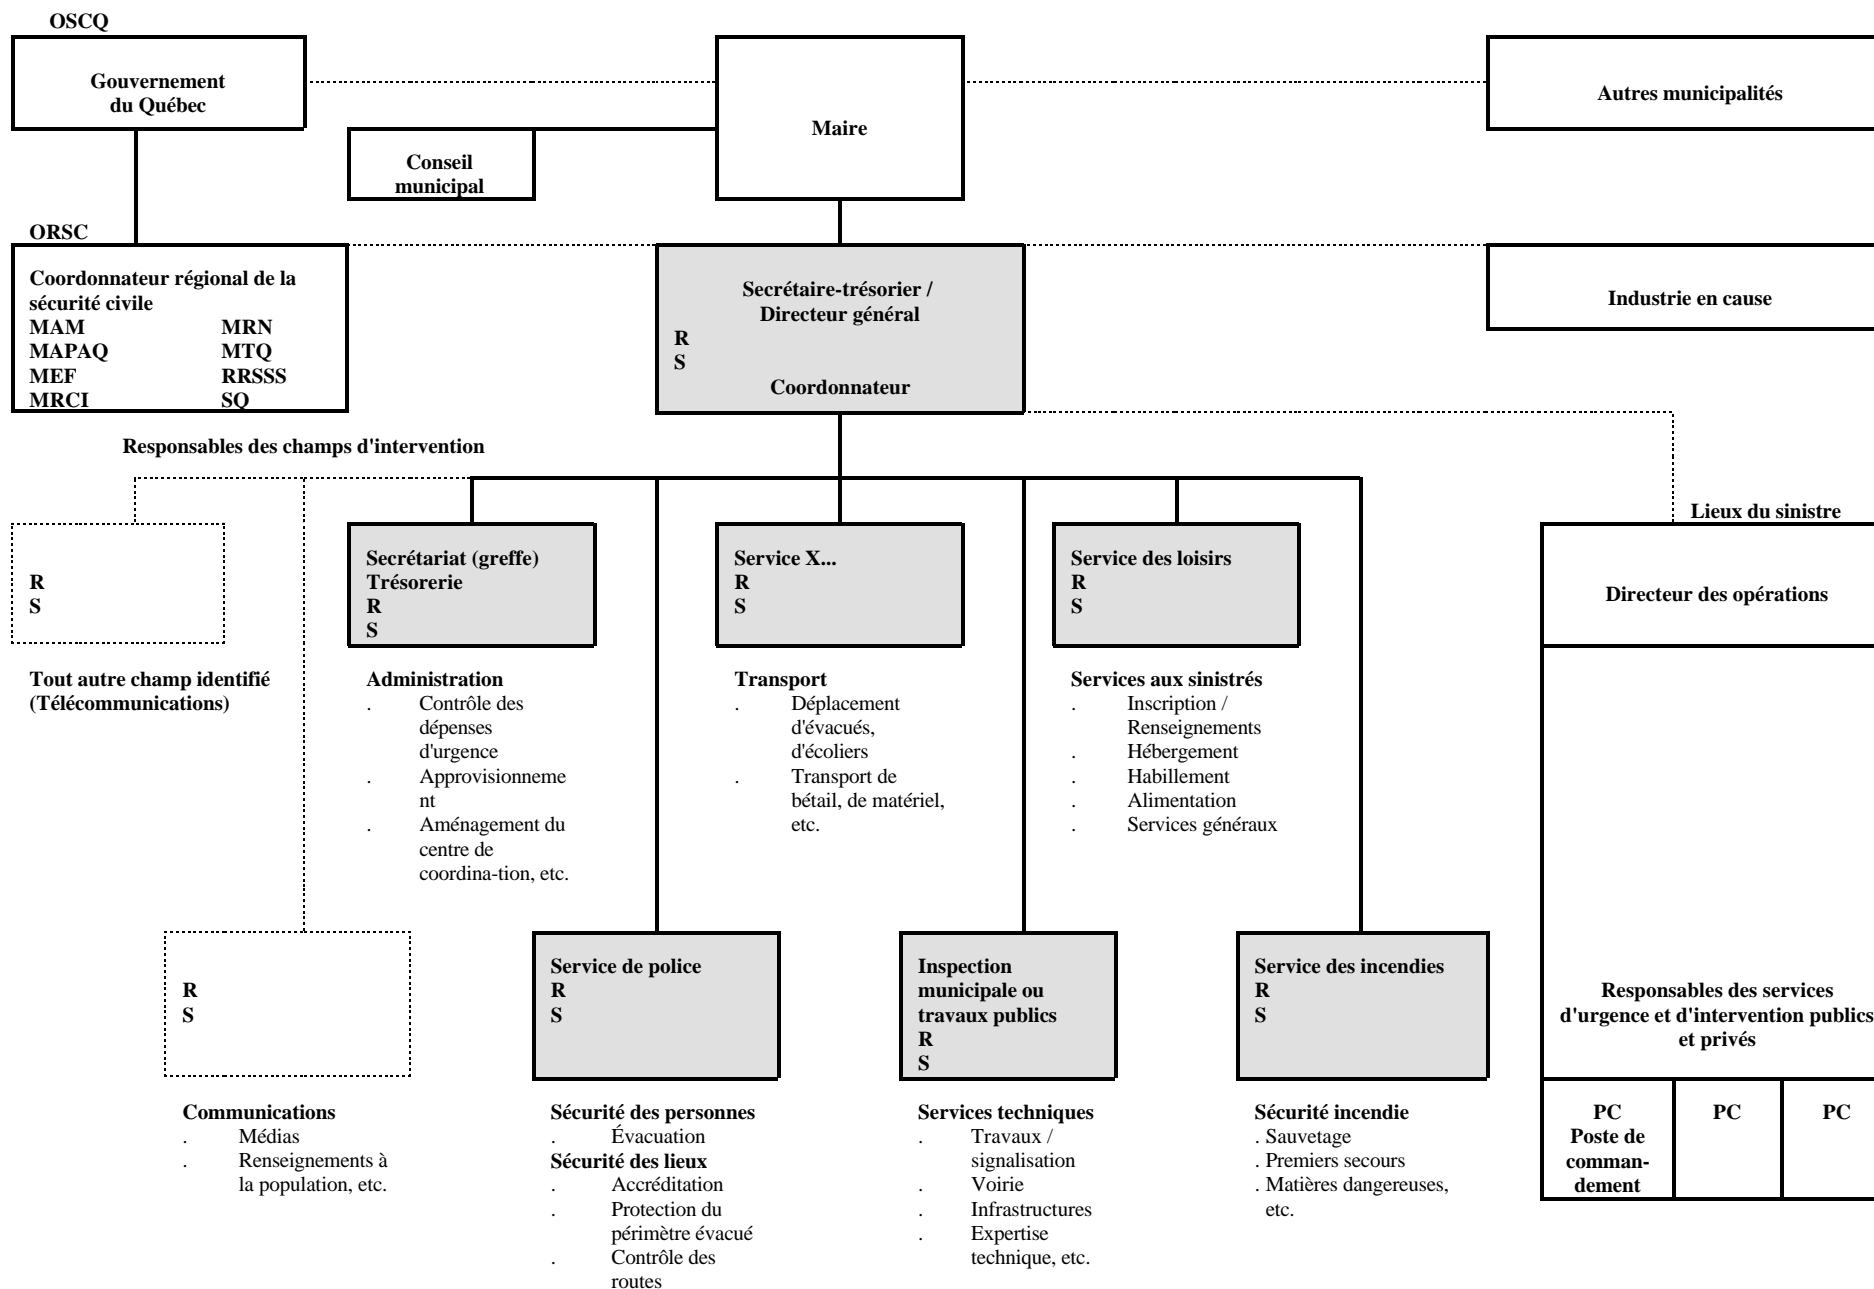 OSCQ
Gouvernement
du Québec
Maire
Autres municipalités
Conseil
municipal
ORSC
Coordonnateur régional de la
sécurité civile
MAM MRN
MAPAQ MTQ
MEF RRSSS
MRCI SQ
Secrétaire-trésorier /
Directeur général
R
S
Coordonnateur
Industrie en cause
Responsables des champs d'intervention
Lieux du sinistre
R
S
Tout autre champ identifié
(Télécommunications)
Secrétariat (greffe)
Trésorerie
R
S
Administration
. Contrôle des
dépenses
d'urgence
. Approvisionneme
nt
. Aménagement du
centre de
coordina-tion, etc.
Service X...
R
S
Transport
. Déplacement
d'évacués,
d'écoliers
. Transport de
bétail, de matériel,
etc.
Service des loisirs
R
S
Services aux sinistrés
. Inscription /
Renseignements
. Hébergement
. Habillement
. Alimentation
. Services généraux
Directeur des opérations
R
S
Communications
. Médias
. Renseignements à
la population, etc.
Service de police
R
S
Sécurité des personnes
. Évacuation
Sécurité des lieux
. Accréditation
. Protection du
périmètre évacué
. Contrôle des
routes
Inspection
municipale ou
travaux publics
R
S
Services techniques
. Travaux /
signalisation
. Voirie
. Infrastructures
. Expertise
technique, etc.
Service des incendies
R
S
Sécurité incendie
. Sauvetage
. Premiers secours
. Matières dangereuses,
etc.
Responsables des services
d'urgence et d'intervention publics
et privés
PC
Poste de
comman-
dement
PC
PC